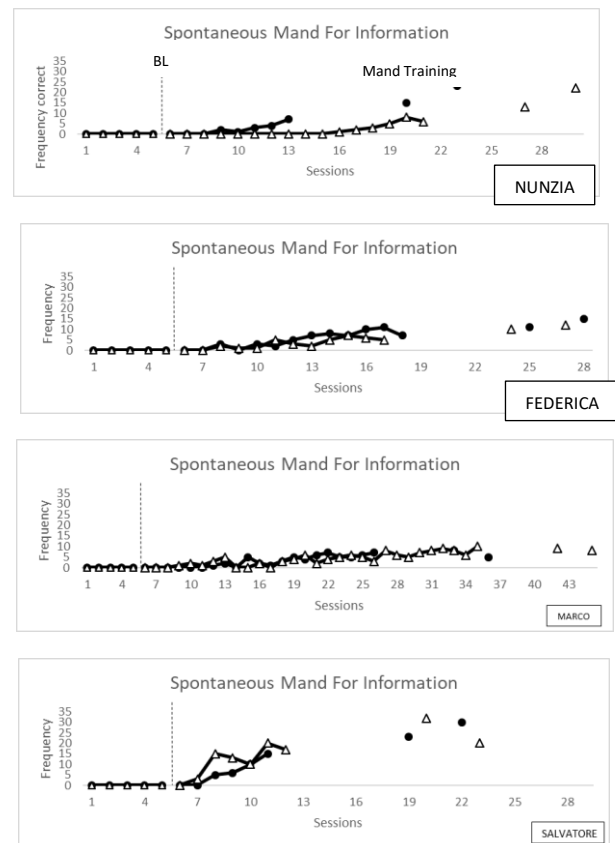 Spontaneous Mand For Information
BL
Mand Training
35
30
25
20
15
10
5
0
Frequency correct
1 4 7 10 13 16 19 22 25 28
Sessions
NUNZIA
Spontaneous Mand For Information
35
30
25
20
15
10
5
0
Frequency
1 4 7 10 13 16 19 22 25 28
Sessions
FEDERICA
Spontaneous Mand For Information
35
30
25
20
15
10
5
0
Frequency
1 4 7 10 13 16 19 22 25 28 31 34 37 40 43
Sessions
MARCO
Spontaneous Mand For Information
35
30
25
20
15
10
5
0
Frequency
1 4 7 10 13 16 19 22 25 28
Sessions
SALVATORE